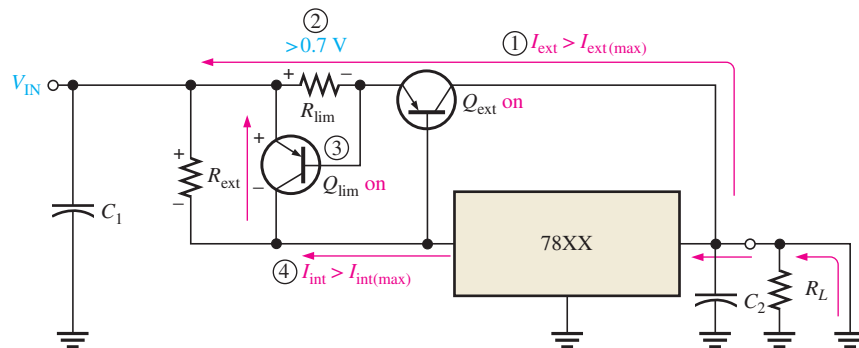 ②
>0.7 V
① I_ext > I_ext(max)
V_IN
+ −
R_lim
Q_ext on
+
③
+
R_ext
−
Q_lim on
−
C_1
78XX
④ I_int > I_int(max)
C_2
R_L